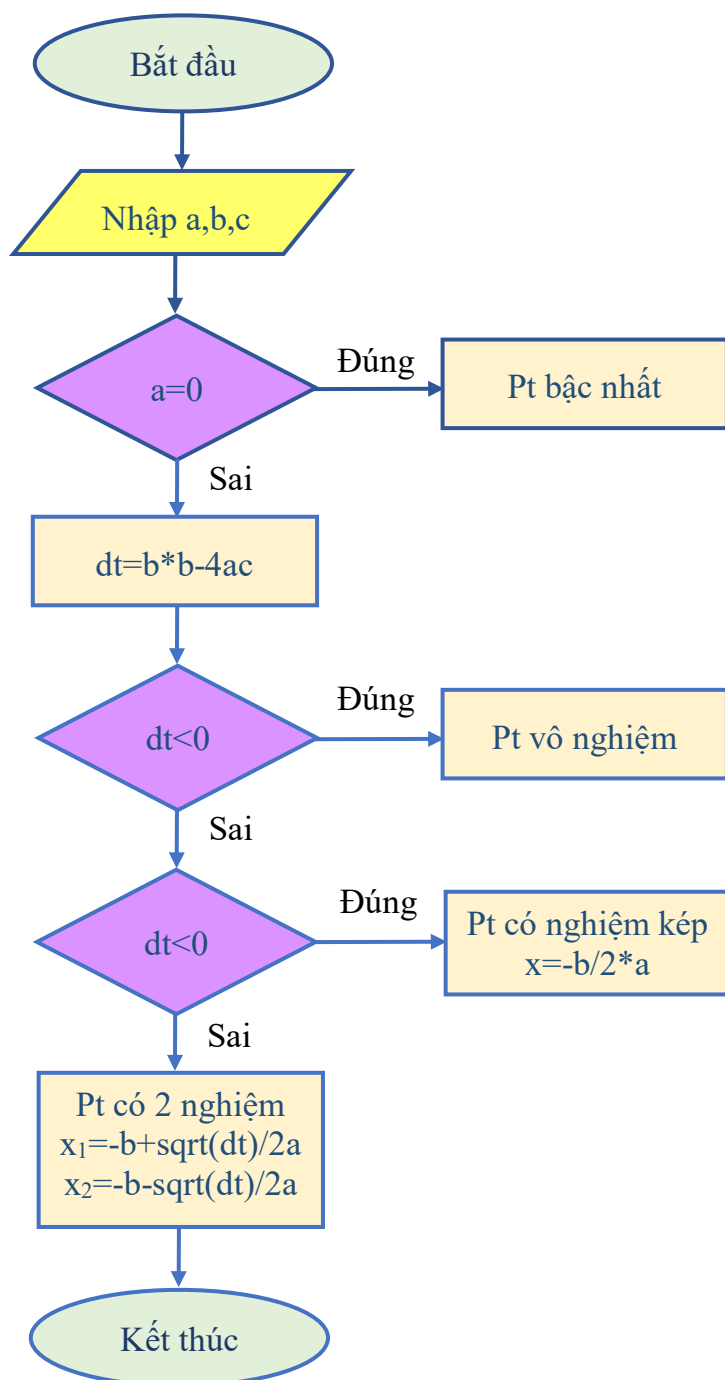 Bắt đầu
Nhập a,b,c
a=0
Đúng
Pt bậc nhất
Sai
dt=b*b-4ac
dt<0
Đúng
Pt vô nghiệm
Sai
dt<0
Đúng
Pt có nghiệm kép
x=-b/2*a
Sai
Pt có 2 nghiệm
x₁=-b+sqrt(dt)/2a
x₂=-b-sqrt(dt)/2a
Kết thúc